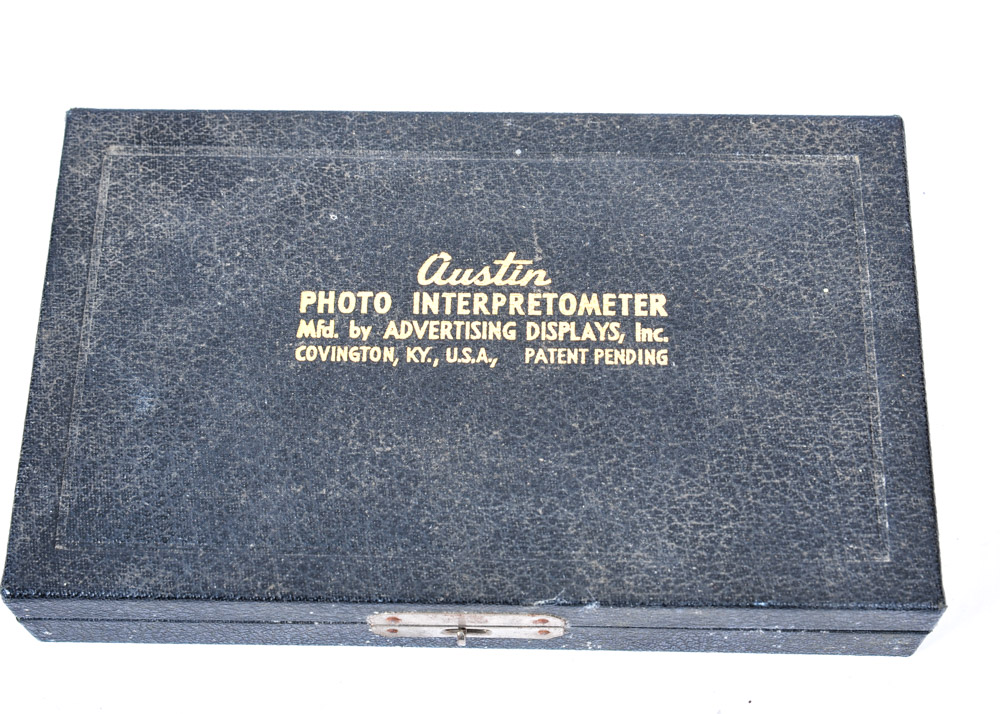 Austin
PHOTO INTERPRETOMETER
Mfd. by ADVERTISING DISPLAYS, Inc.
COVINGTON, KY., U.S.A., PATENT PENDING